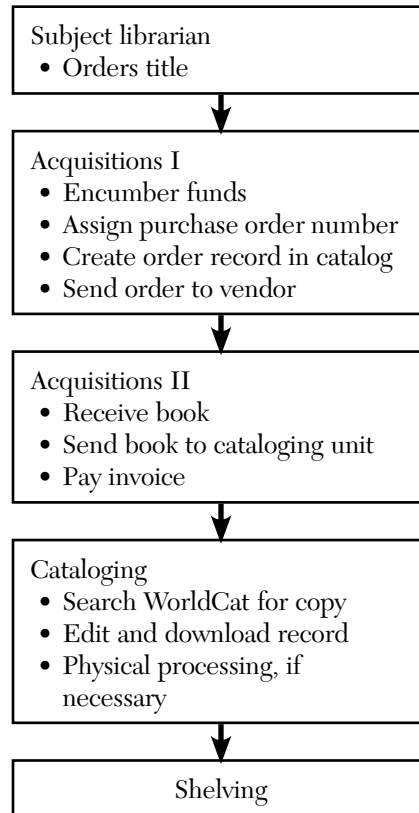 Subject librarian
• Orders title
Acquisitions I
• Encumber funds
• Assign purchase order number
• Create order record in catalog
• Send order to vendor
Acquisitions II
• Receive book
• Send book to cataloging unit
• Pay invoice
Cataloging
• Search WorldCat for copy
• Edit and download record
• Physical processing, if
necessary
Shelving